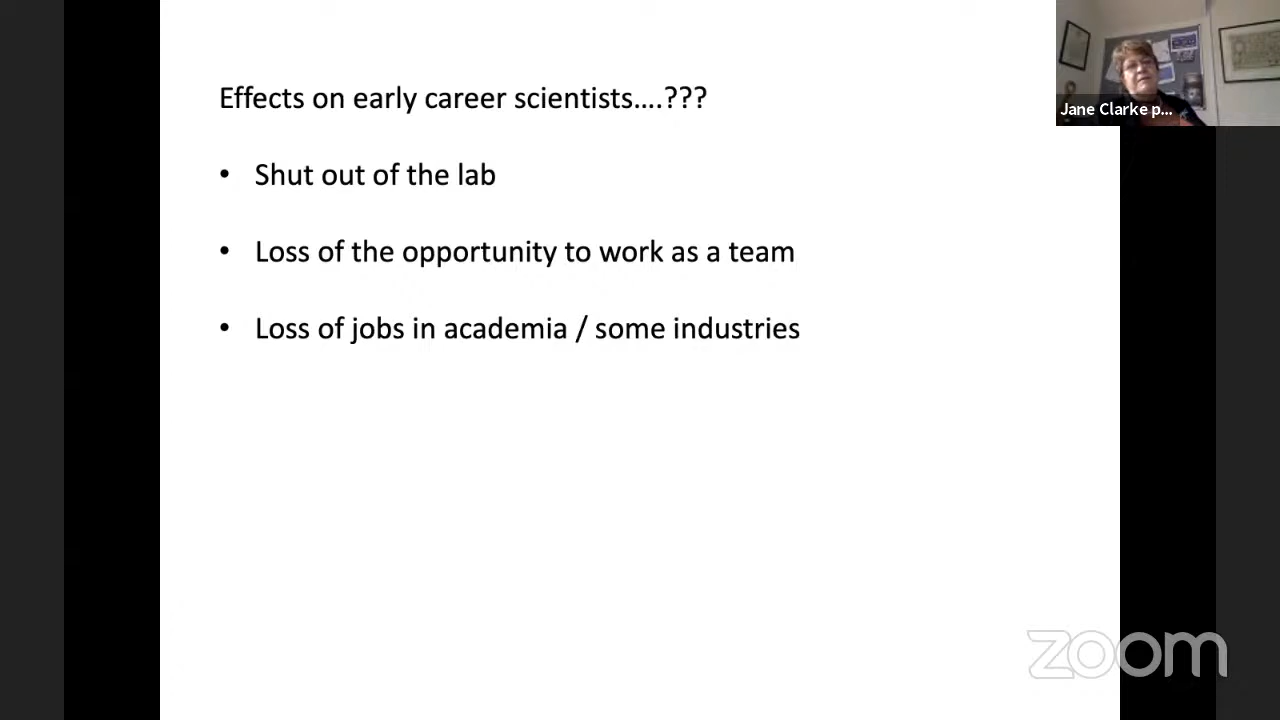 Effects on early career scientists....???
Jane Clarke p...
• Shut out of the lab
• Loss of the opportunity to work as a team
• Loss of jobs in academia / some industries
zoom